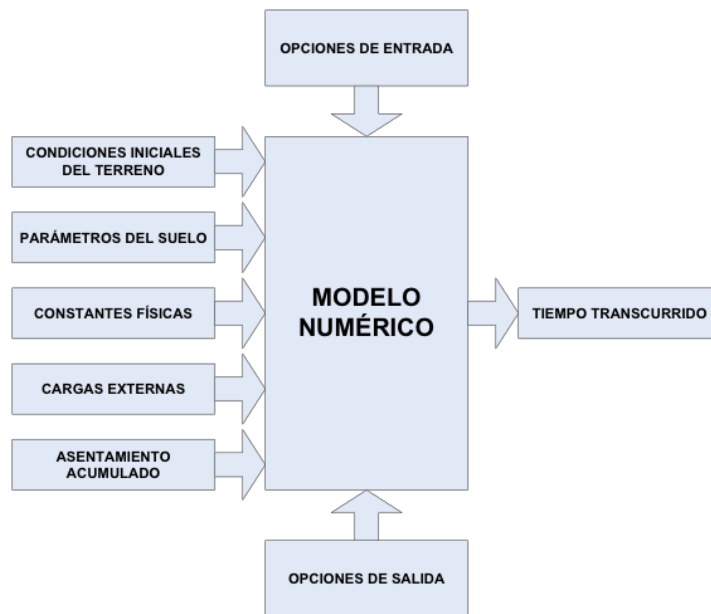 OPCIONES DE ENTRADA
CONDICIONES INICIALES
DEL TERRENO
PARÁMETROS DEL SUELO
CONSTANTES FÍSICAS
CARGAS EXTERNAS
ASENTAMIENTO
ACUMULADO
MODELO
NUMÉRICO
TIEMPO TRANSCURRIDO
OPCIONES DE SALIDA